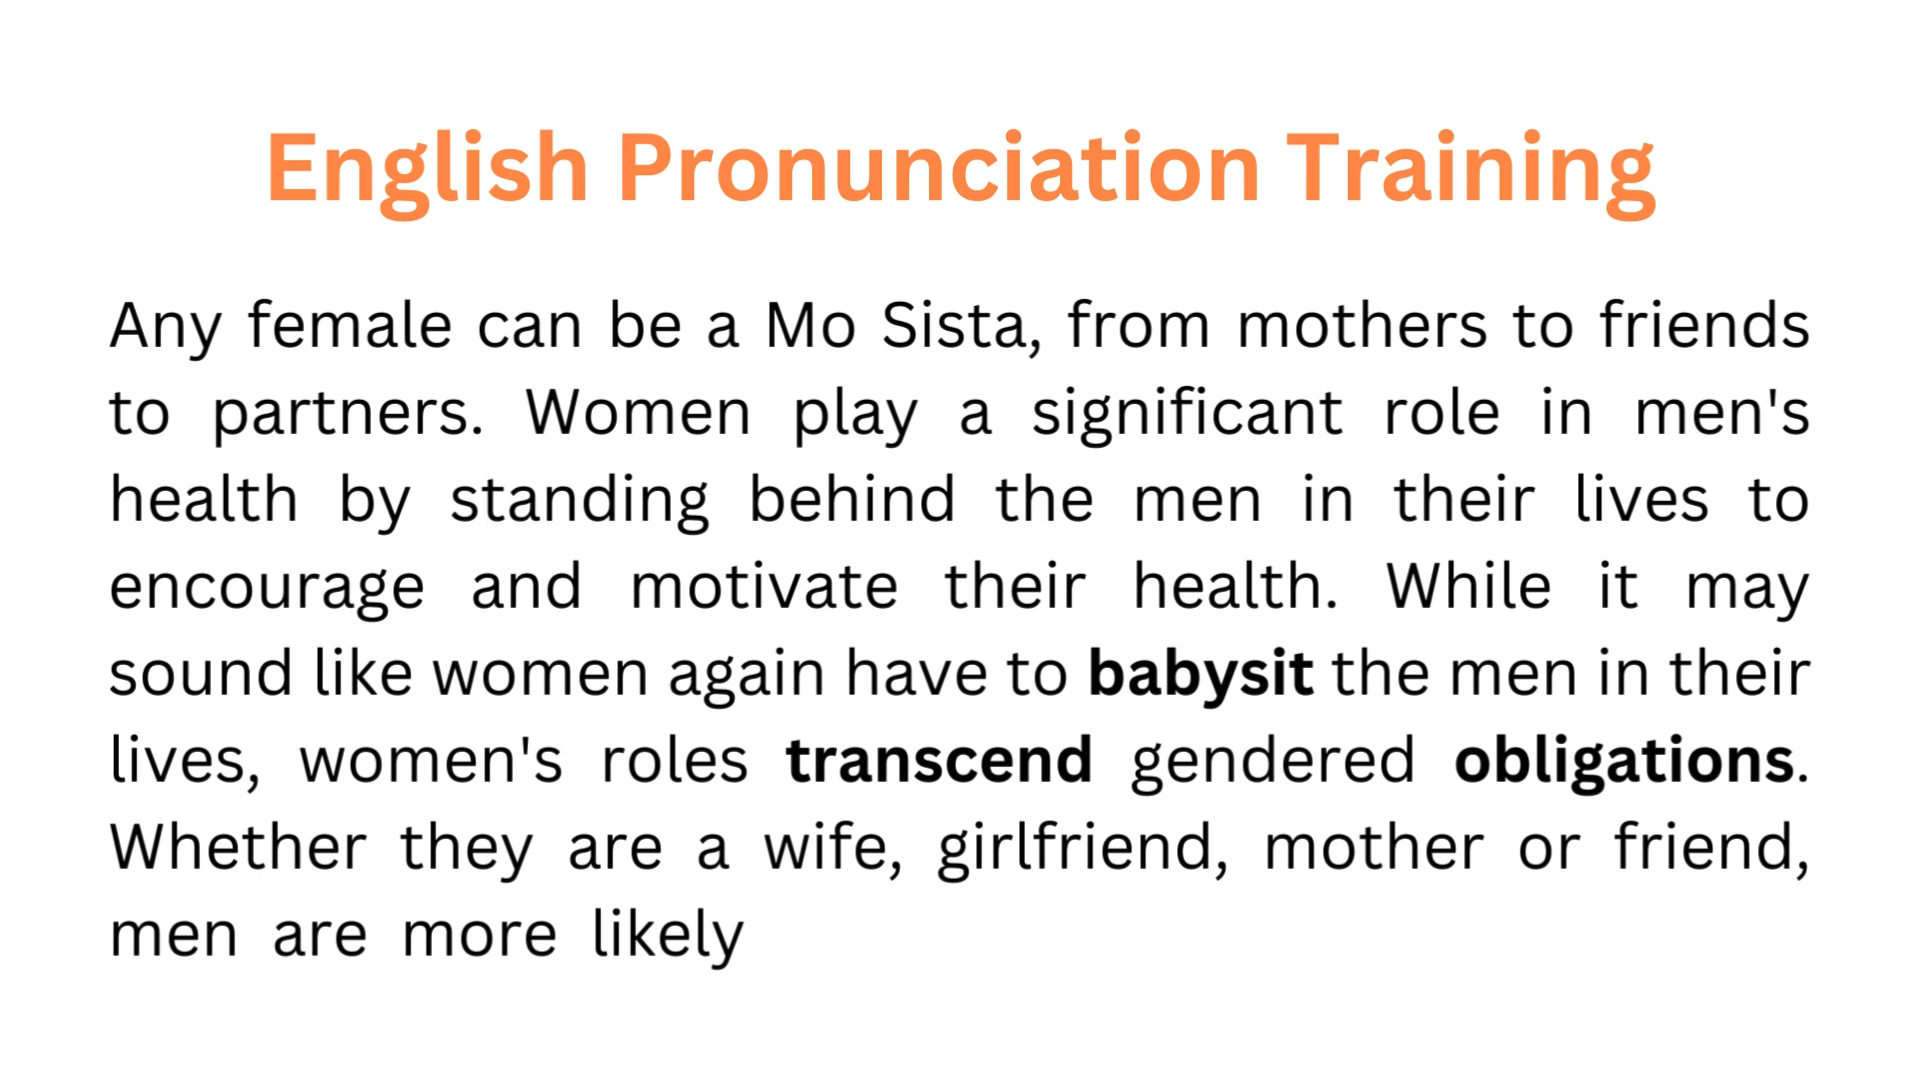 English Pronunciation Training
Any female can be a Mo Sista, from mothers to friends
to partners. Women play a significant role in men's
health by standing behind the men in their lives to
encourage and motivate their health. While it may
sound like women again have to babysit the men in their
lives, women's roles transcend gendered obligations.
Whether they are a wife, girlfriend, mother or friend,
men are more likely